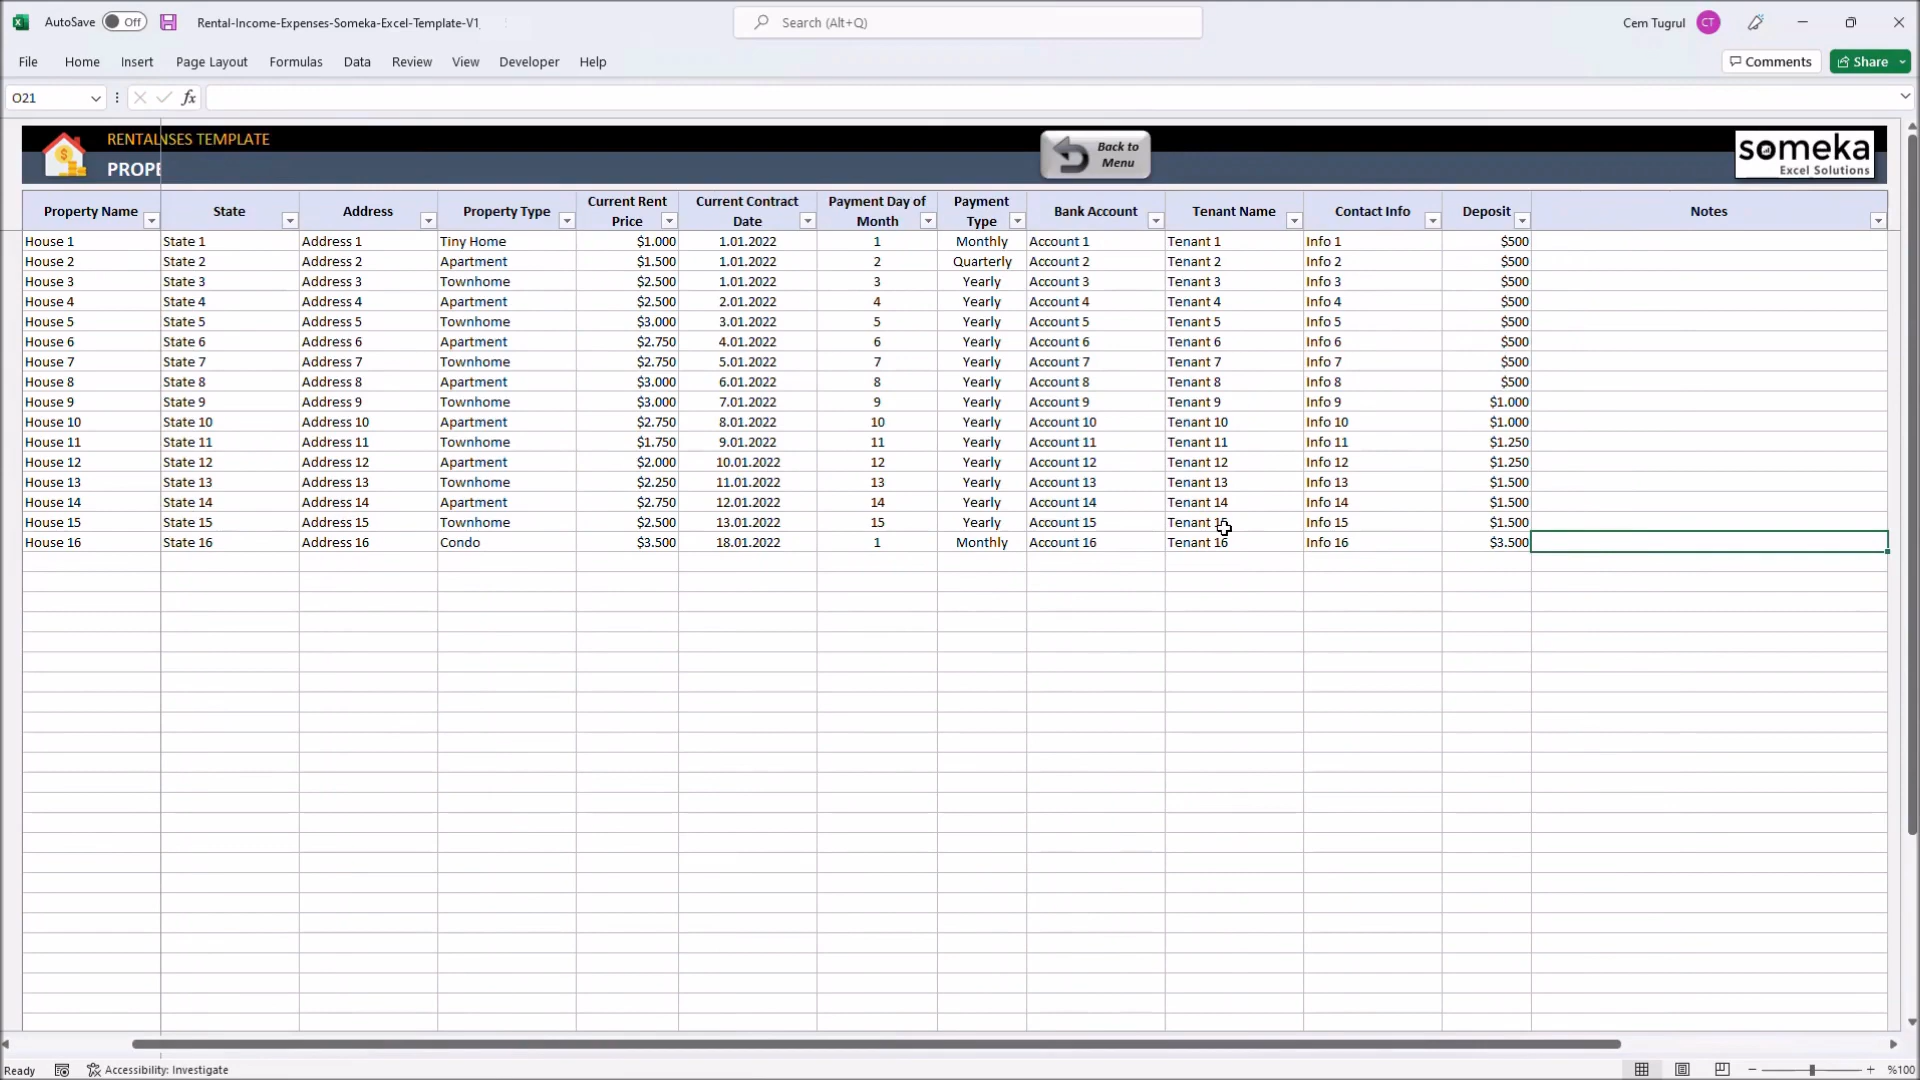 AutoSave Off Rental-Income-Expenses-Someka-Excel-Template-V1 Search (Alt+Q) Cem Tugrul CT
File Home Insert Page Layout Formulas Data Review View Developer Help Comments Share
O21 fx
RENTALNSES TEMPLATE
PROPE
Back to
Menu
someka
Excel Solutions
Property Name State Address Property Type Current Rent Price Current Contract Date Payment Day of Month Payment Type Bank Account Tenant Name Contact Info Deposit Notes
House 1 State 1 Address 1 Tiny Home $1.000 1.01.2022 1 Monthly Account 1 Tenant 1 Info 1 $500
House 2 State 2 Address 2 Apartment $1.500 1.01.2022 2 Quarterly Account 2 Tenant 2 Info 2 $500
House 3 State 3 Address 3 Townhome $2.500 1.01.2022 3 Yearly Account 3 Tenant 3 Info 3 $500
House 4 State 4 Address 4 Apartment $2.500 2.01.2022 4 Yearly Account 4 Tenant 4 Info 4 $500
House 5 State 5 Address 5 Townhome $3.000 3.01.2022 5 Yearly Account 5 Tenant 5 Info 5 $500
House 6 State 6 Address 6 Apartment $2.750 4.01.2022 6 Yearly Account 6 Tenant 6 Info 6 $500
House 7 State 7 Address 7 Townhome $2.750 5.01.2022 7 Yearly Account 7 Tenant 7 Info 7 $500
House 8 State 8 Address 8 Apartment $3.000 6.01.2022 8 Yearly Account 8 Tenant 8 Info 8 $500
House 9 State 9 Address 9 Townhome $3.000 7.01.2022 9 Yearly Account 9 Tenant 9 Info 9 $1.000
House 10 State 10 Address 10 Apartment $2.750 8.01.2022 10 Yearly Account 10 Tenant 10 Info 10 $1.000
House 11 State 11 Address 11 Townhome $1.750 9.01.2022 11 Yearly Account 11 Tenant 11 Info 11 $1.250
House 12 State 12 Address 12 Apartment $2.000 10.01.2022 12 Yearly Account 12 Tenant 12 Info 12 $1.250
House 13 State 13 Address 13 Townhome $2.250 11.01.2022 13 Yearly Account 13 Tenant 13 Info 13 $1.500
House 14 State 14 Address 14 Apartment $2.750 12.01.2022 14 Yearly Account 14 Tenant 14 Info 14 $1.500
House 15 State 15 Address 15 Townhome $2.500 13.01.2022 15 Yearly Account 15 Tenant 15 Info 15 $1.500
House 16 State 16 Address 16 Condo $3.500 18.01.2022 1 Monthly Account 16 Tenant 16 Info 16 $3.500
Ready Accessibility: Investigate %100